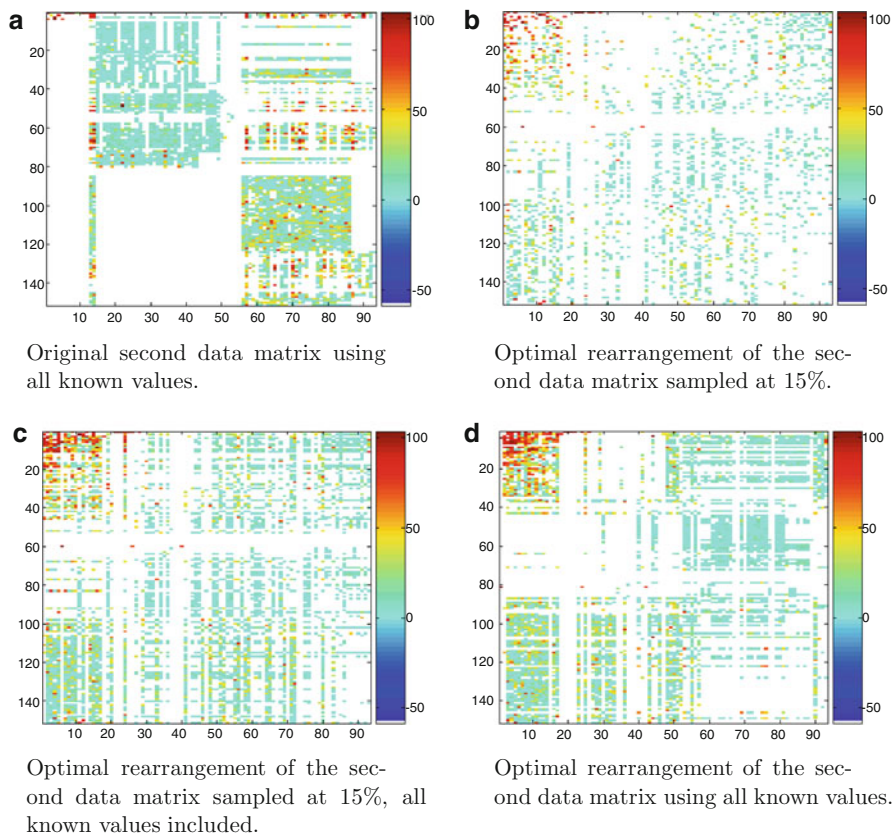 a
b
20
40
60
80
100
120
140
10 20 30 40 50 60 70 80 90
100
50
0
-50
20
40
60
80
100
120
140
10 20 30 40 50 60 70 80 90
100
50
0
-50
Original second data matrix using
all known values.
Optimal rearrangement of the sec-
ond data matrix sampled at 15%.
c
d
20
40
60
80
100
120
140
10 20 30 40 50 60 70 80 90
100
50
0
-50
20
40
60
80
100
120
140
10 20 30 40 50 60 70 80 90
100
50
0
-50
Optimal rearrangement of the sec-
ond data matrix sampled at 15%, all
known values included.
Optimal rearrangement of the sec-
ond data matrix using all known values.